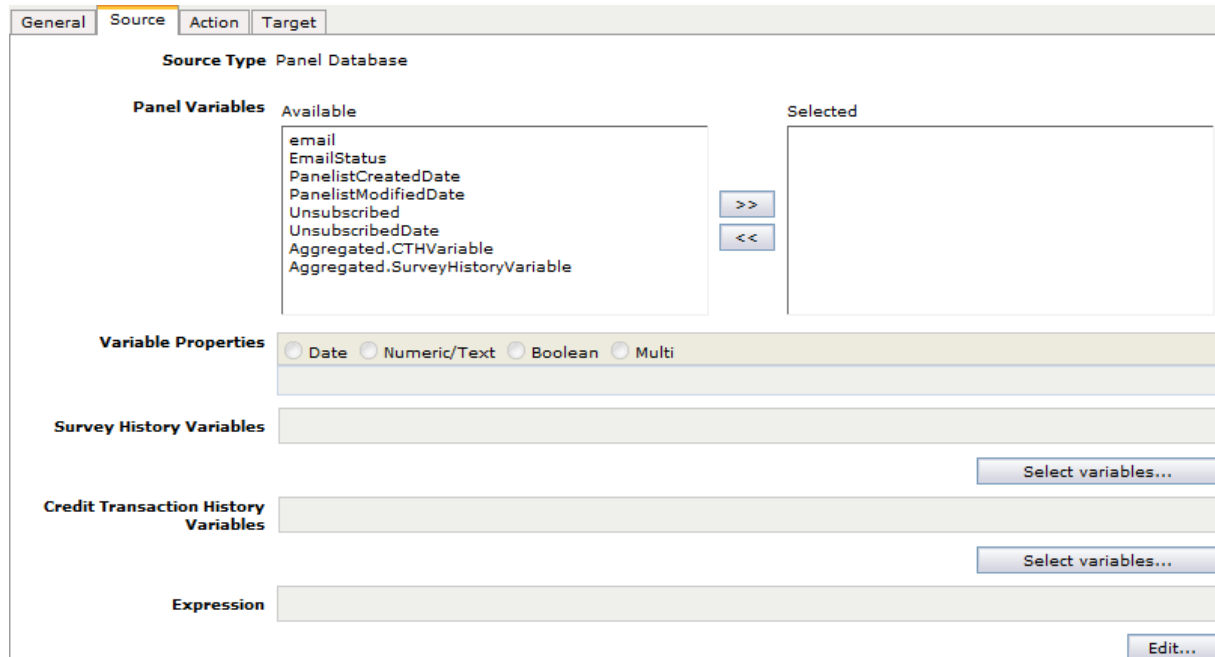 General Source Action Target
Source Type Panel Database
Panel Variables Available Selected
email
EmailStatus
PanelistCreatedDate
PanelistModifiedDate
Unsubscribed
UnsubscribedDate
Aggregated.CTHVariable
Aggregated.SurveyHistoryVariable
>>
<<
Variable Properties Date Numeric/Text Boolean Multi
Survey History Variables
Select variables...
Credit Transaction History
Variables
Select variables...
Expression
Edit...